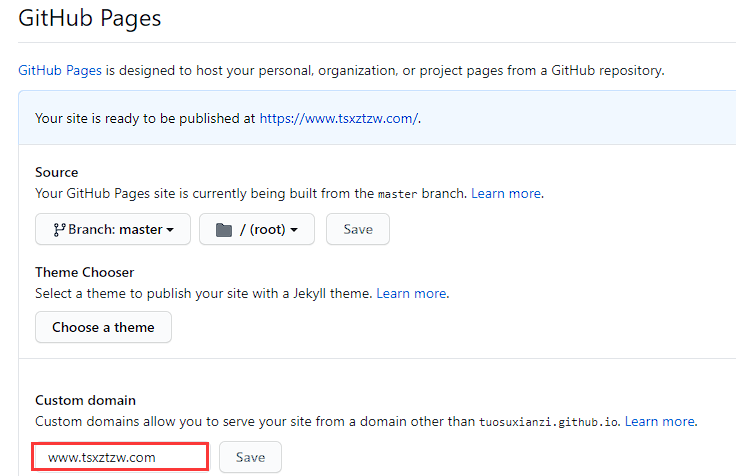 GitHub Pages
GitHub Pages is designed to host your personal, organization, or project pages from a GitHub repository.
Your site is ready to be published at https://www.tsxztzw.com/.
Source
Your GitHub Pages site is currently being built from the master branch. Learn more.
Branch: master / (root) Save
Theme Chooser
Select a theme to publish your site with a Jekyll theme. Learn more.
Choose a theme
Custom domain
Custom domains allow you to serve your site from a domain other than tuosuxianzi.github.io. Learn more.
www.tsxztzw.com Save